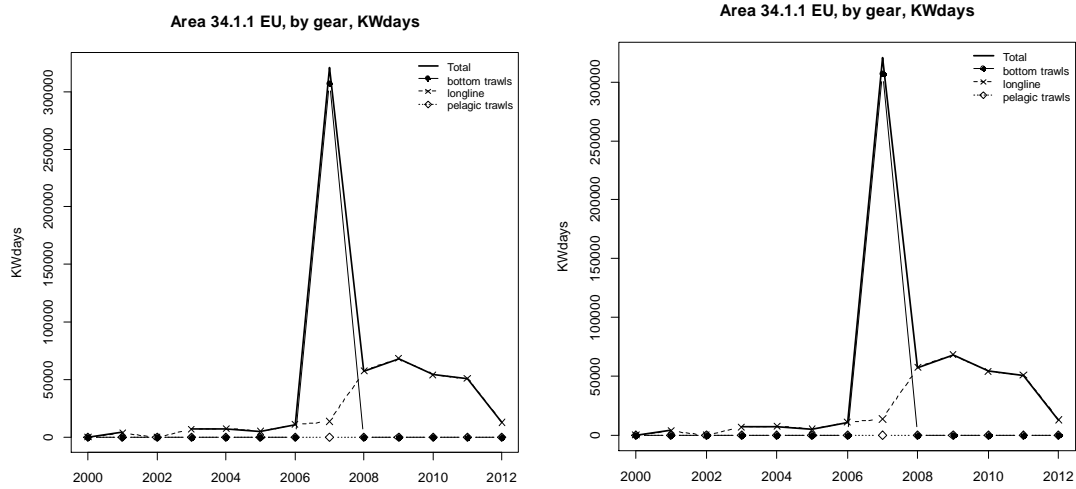 Area 34.1.1 EU, by gear, KWdays
Total
bottom trawls
longline
pelagic trawls
KWdays
300000
250000
200000
150000
100000
50000
0
2000 2002 2004 2006 2008 2010 2012
Area 34.1.1 EU, by gear, KWdays
Total
bottom trawls
longline
pelagic trawls
KWdays
300000
250000
200000
150000
100000
50000
0
2000 2002 2004 2006 2008 2010 2012